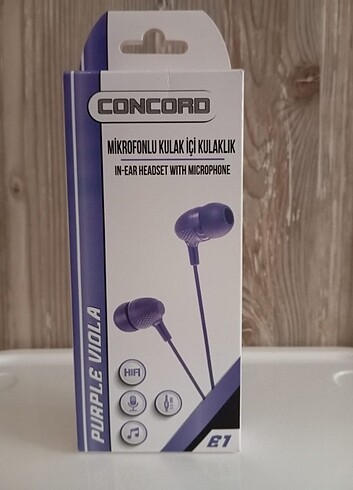 CONCORD
MİKROFONLU KULAK İÇİ KULAKLIK
IN-EAR HEADSET WITH MICROPHONE
PURPLE VIOLA
HIFI
E1